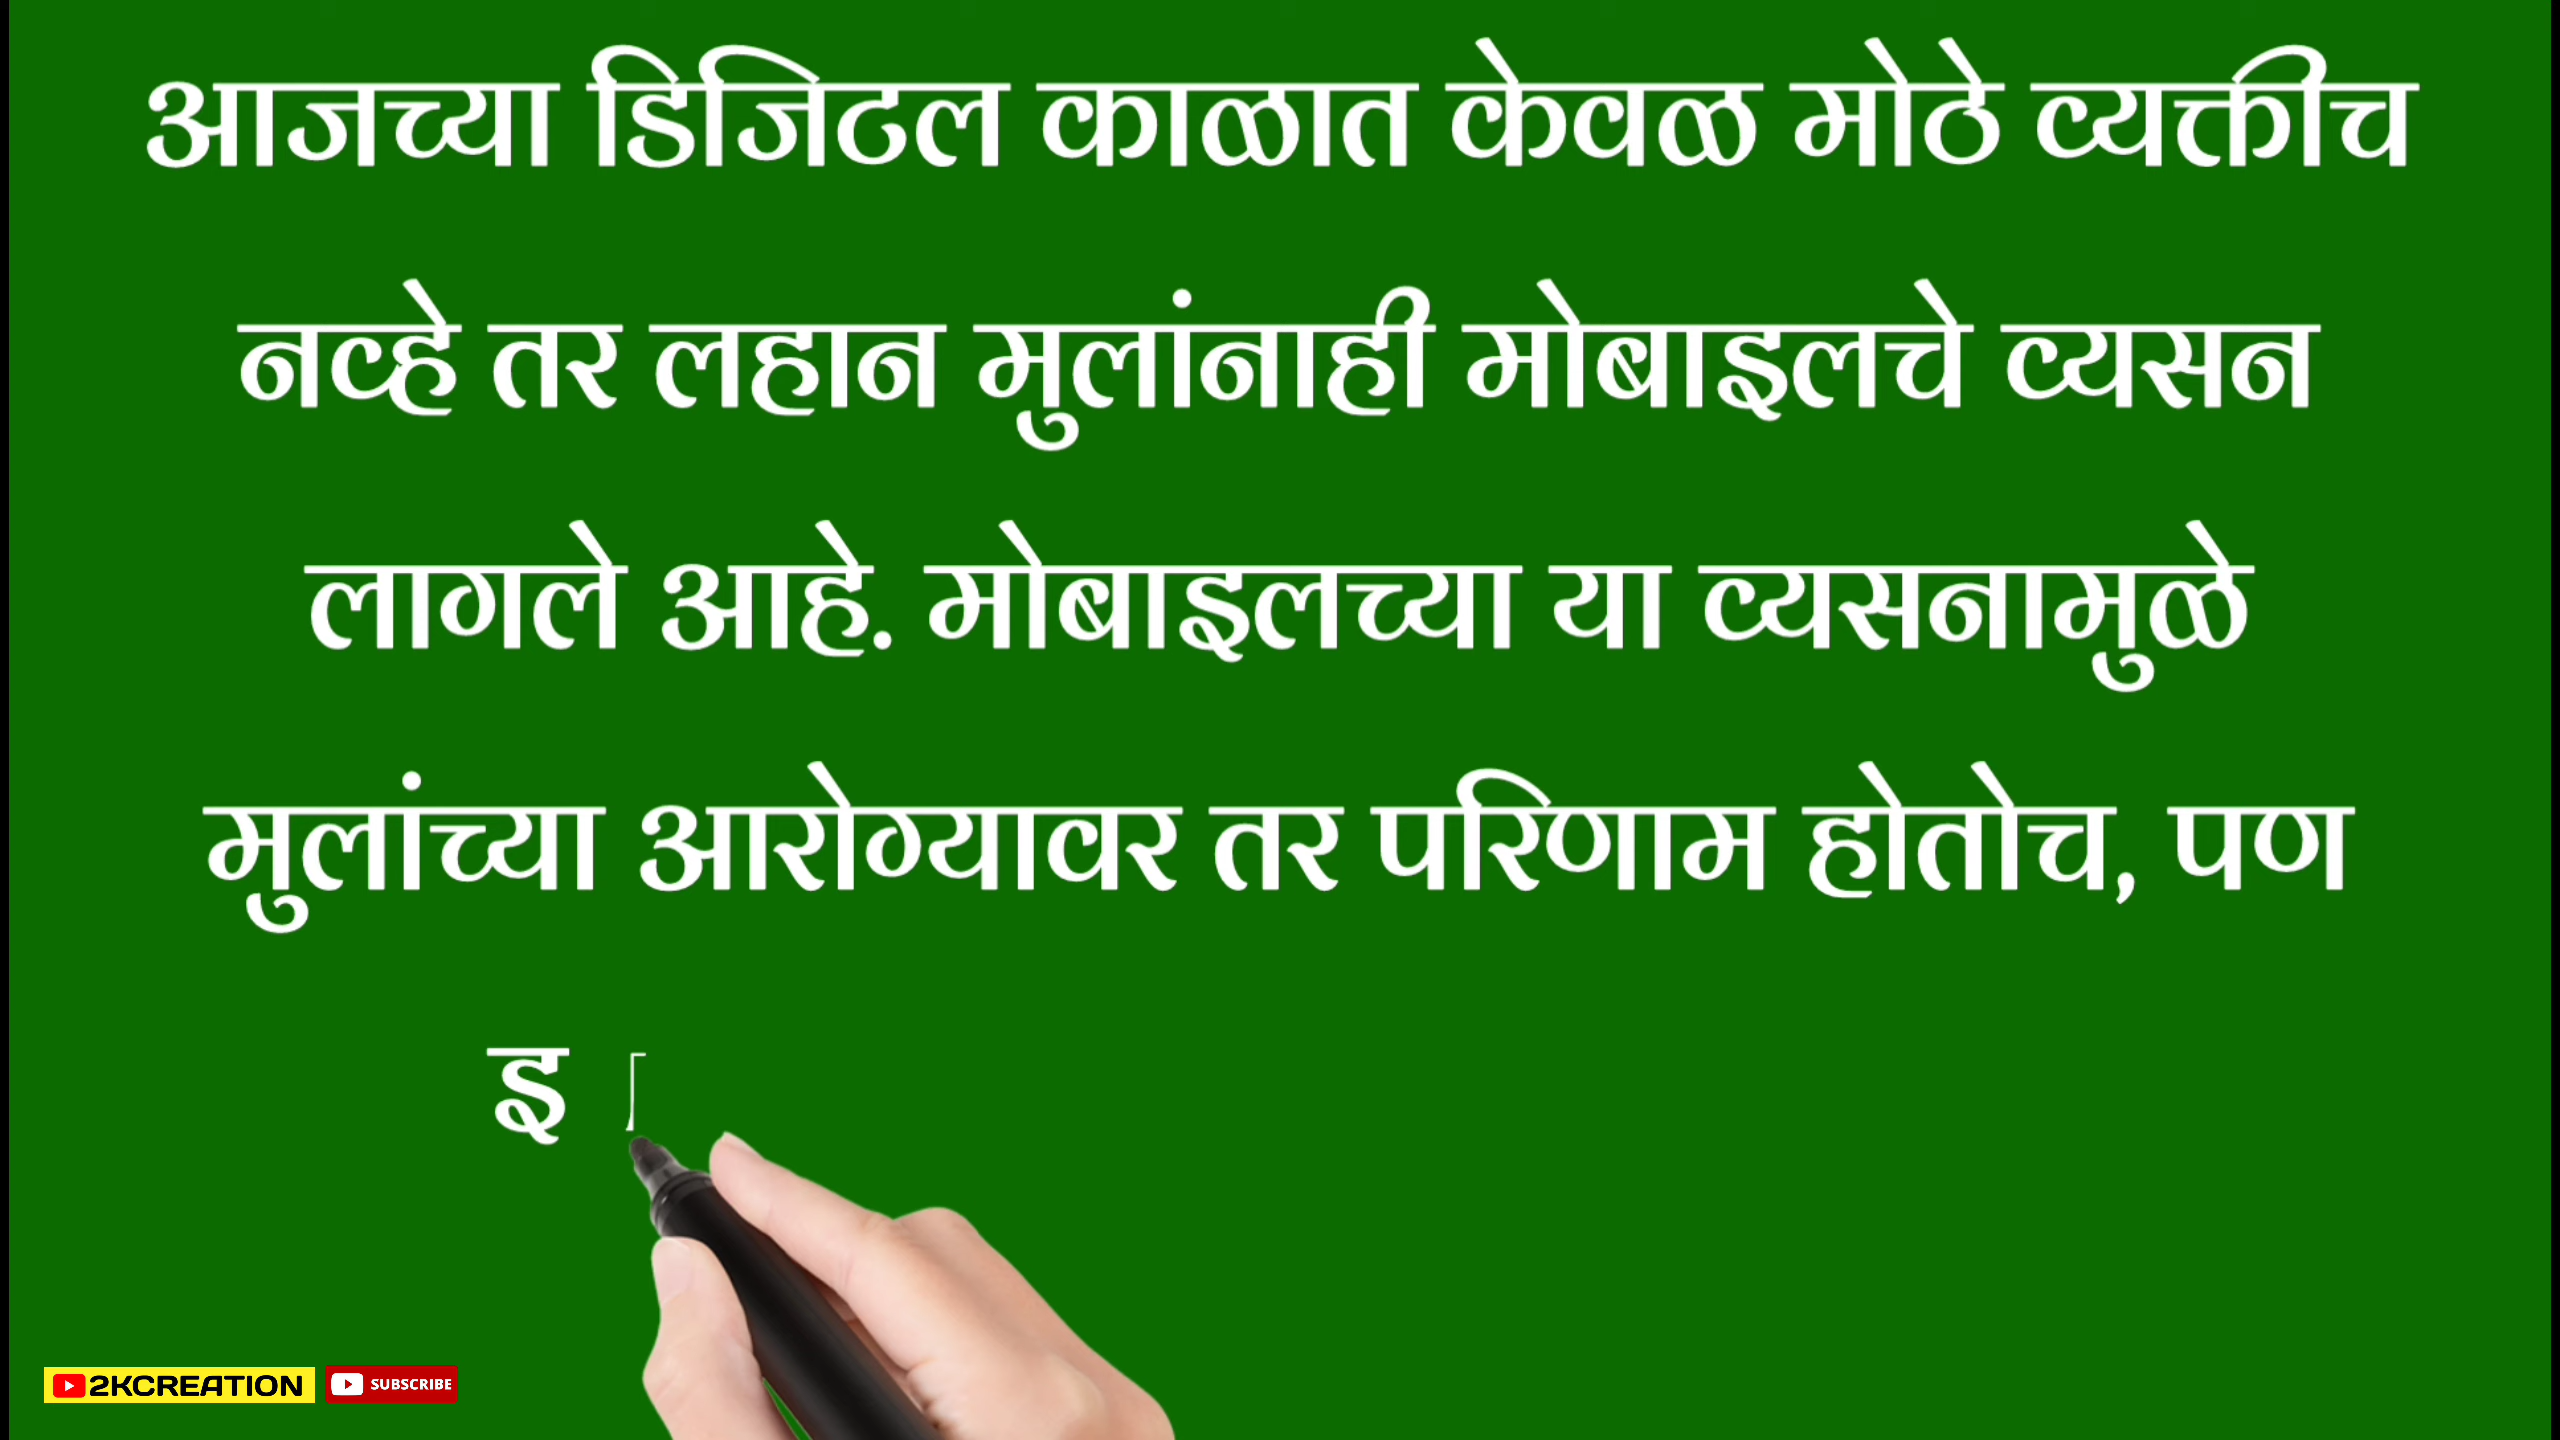 आजच्या डिजिटल काळात केवळ मोठे व्यक्तीच
नव्हे तर लहान मुलांनाही मोबाइलचे व्यसन
लागले आहे. मोबाइलच्या या व्यसनामुळे
मुलांच्या आरोग्यावर तर परिणाम होतोच, पण
इ
2KCREATION SUBSCRIBE